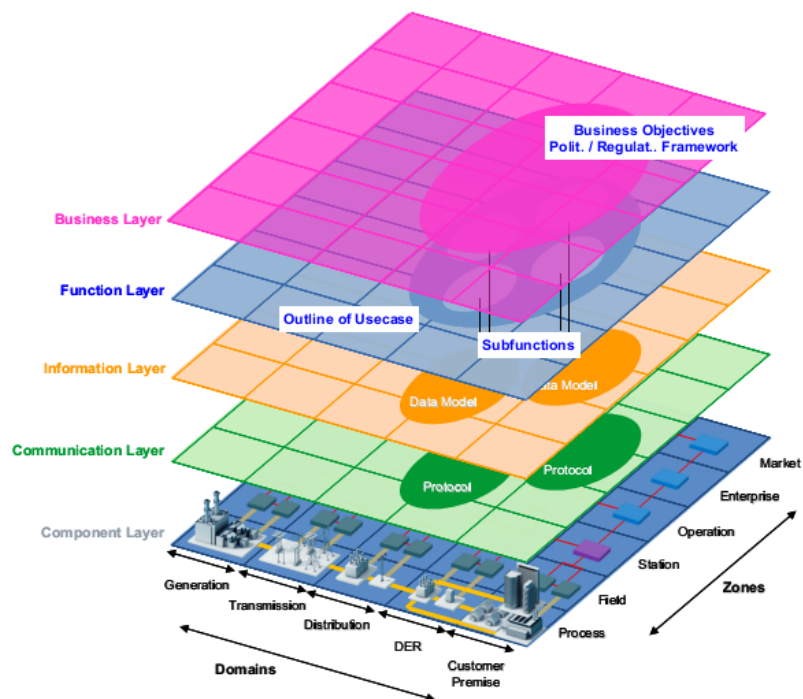 Business Objectives
Polit. / Regulat.. Framework
Business Layer
Function Layer
Outline of Usecase
Subfunctions
Information Layer
Data Model
Data Model
Communication Layer
Protocol
Protocol
Component Layer
Market
Enterprise
Operation
Station
Field
Process
Zones
Generation
Transmission
Distribution
DER
Customer
Premise
Domains